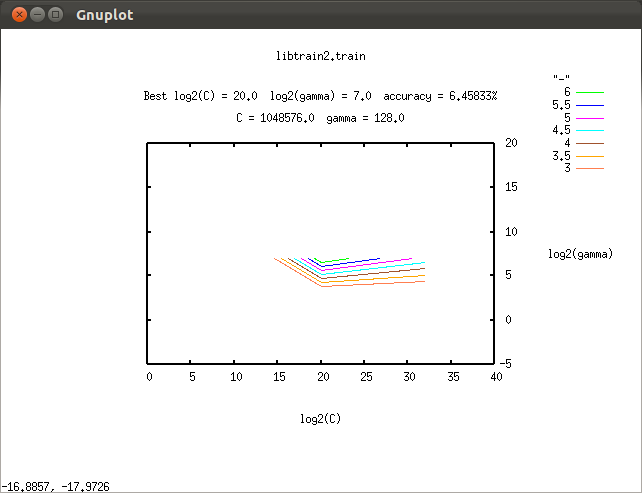 Gnuplot
libtrain2.train
Best log2(C) = 20.0 log2(gamma) = 7.0 accuracy = 6.45833%
C = 1048576.0 gamma = 128.0
"-"
6
5.5
5
4.5
4
3.5
3
20
15
10
5
0
-5
log2(gamma)
0 5 10 15 20 25 30 35 40
log2(C)
-16.8857, -17.9726